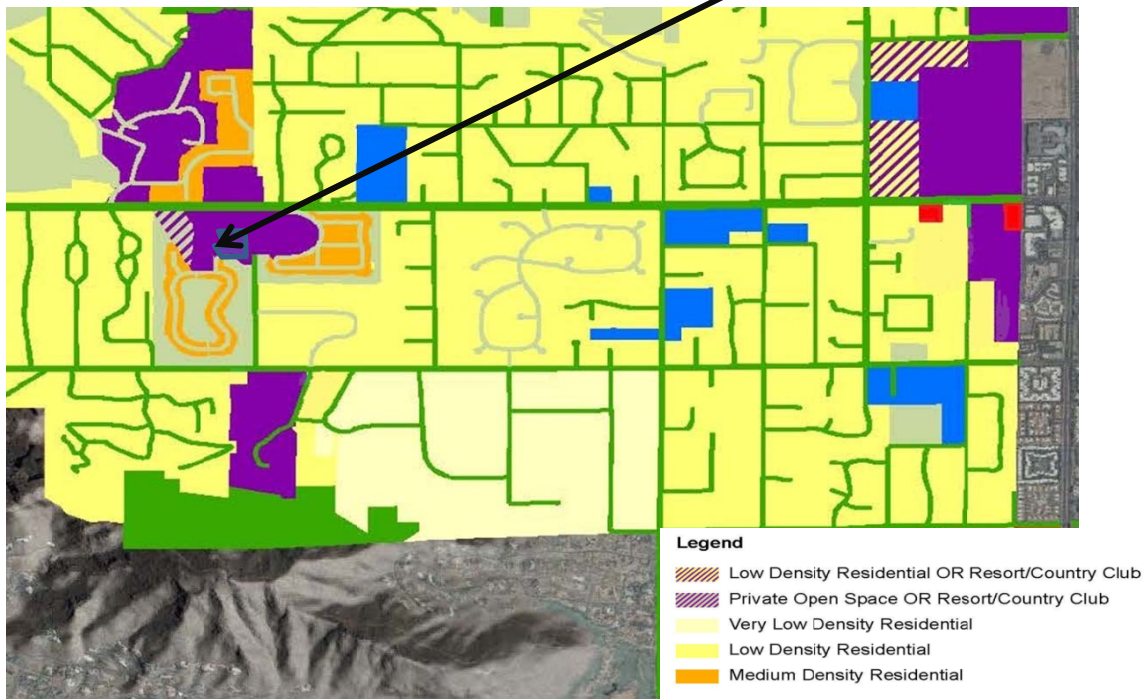 Legend
Low Density Residential OR Resort/Country Club
Private Open Space OR Resort/Country Club
Very Low Density Residential
Low Density Residential
Medium Density Residential